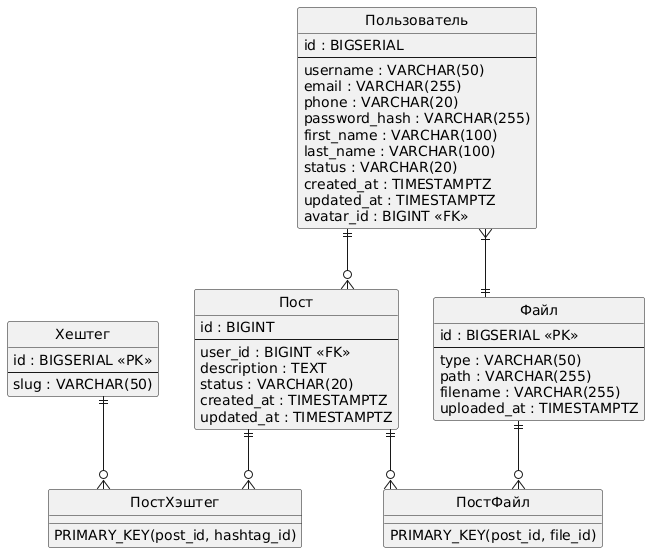 Пользователь
id : BIGSERIAL
username : VARCHAR(50)
email : VARCHAR(255)
phone : VARCHAR(20)
password_hash : VARCHAR(255)
first_name : VARCHAR(100)
last_name : VARCHAR(100)
status : VARCHAR(20)
created_at : TIMESTAMPTZ
updated_at : TIMESTAMPTZ
avatar_id : BIGINT «FK»
Хештег
id : BIGSERIAL «PK»
slug : VARCHAR(50)
Пост
id : BIGINT
user_id : BIGINT «FK»
description : TEXT
status : VARCHAR(20)
created_at : TIMESTAMPTZ
updated_at : TIMESTAMPTZ
Файл
id : BIGSERIAL «PK»
type : VARCHAR(50)
path : VARCHAR(255)
filename : VARCHAR(255)
uploaded_at : TIMESTAMPTZ
ПостХэштег
PRIMARY_KEY(post_id, hashtag_id)
ПостФайл
PRIMARY_KEY(post_id, file_id)